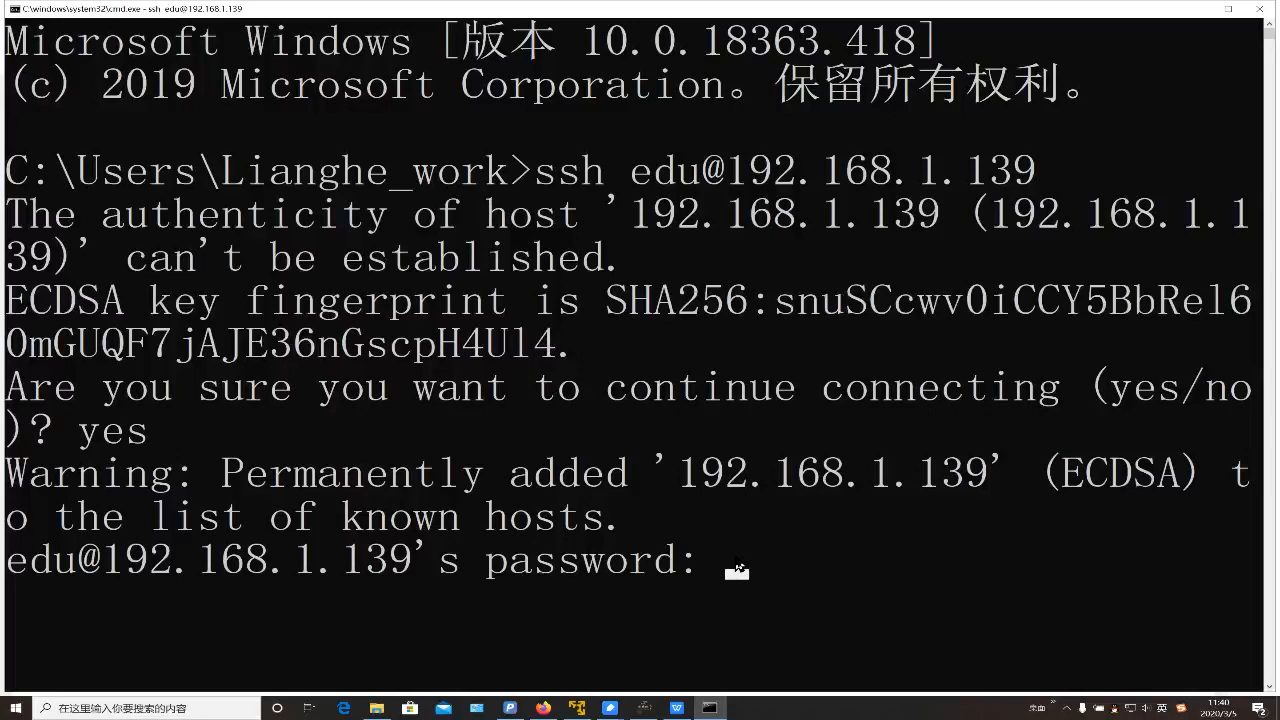 C:\windows\system32\cmd.exe - ssh edu@192.168.1.139
Microsoft Windows [版本 10.0.18363.418]
(c) 2019 Microsoft Corporation。保留所有权利。
C:\Users\Lianghe_work>ssh edu@192.168.1.139
The authenticity of host '192.168.1.139 (192.168.1.1
39)' can't be established.
ECDSA key fingerprint is SHA256:snuSCcwv0iCCY5BbRel6
0mGUQF7jAJE36nGscpH4Ul4.
Are you sure you want to continue connecting (yes/no
)? yes
Warning: Permanently added '192.168.1.139' (ECDSA) t
o the list of known hosts.
edu@192.168.1.139's password:
在这里输入你要搜索的内容
桌面
英
11:40